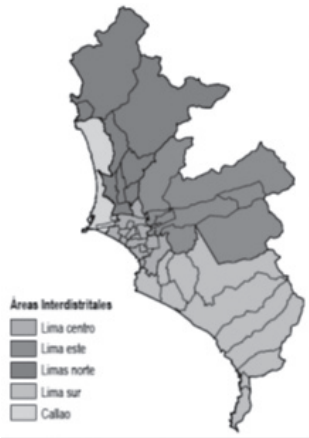 Áreas Interdistritales
Lima centro
Lima este
Limas norte
Lima sur
Callao